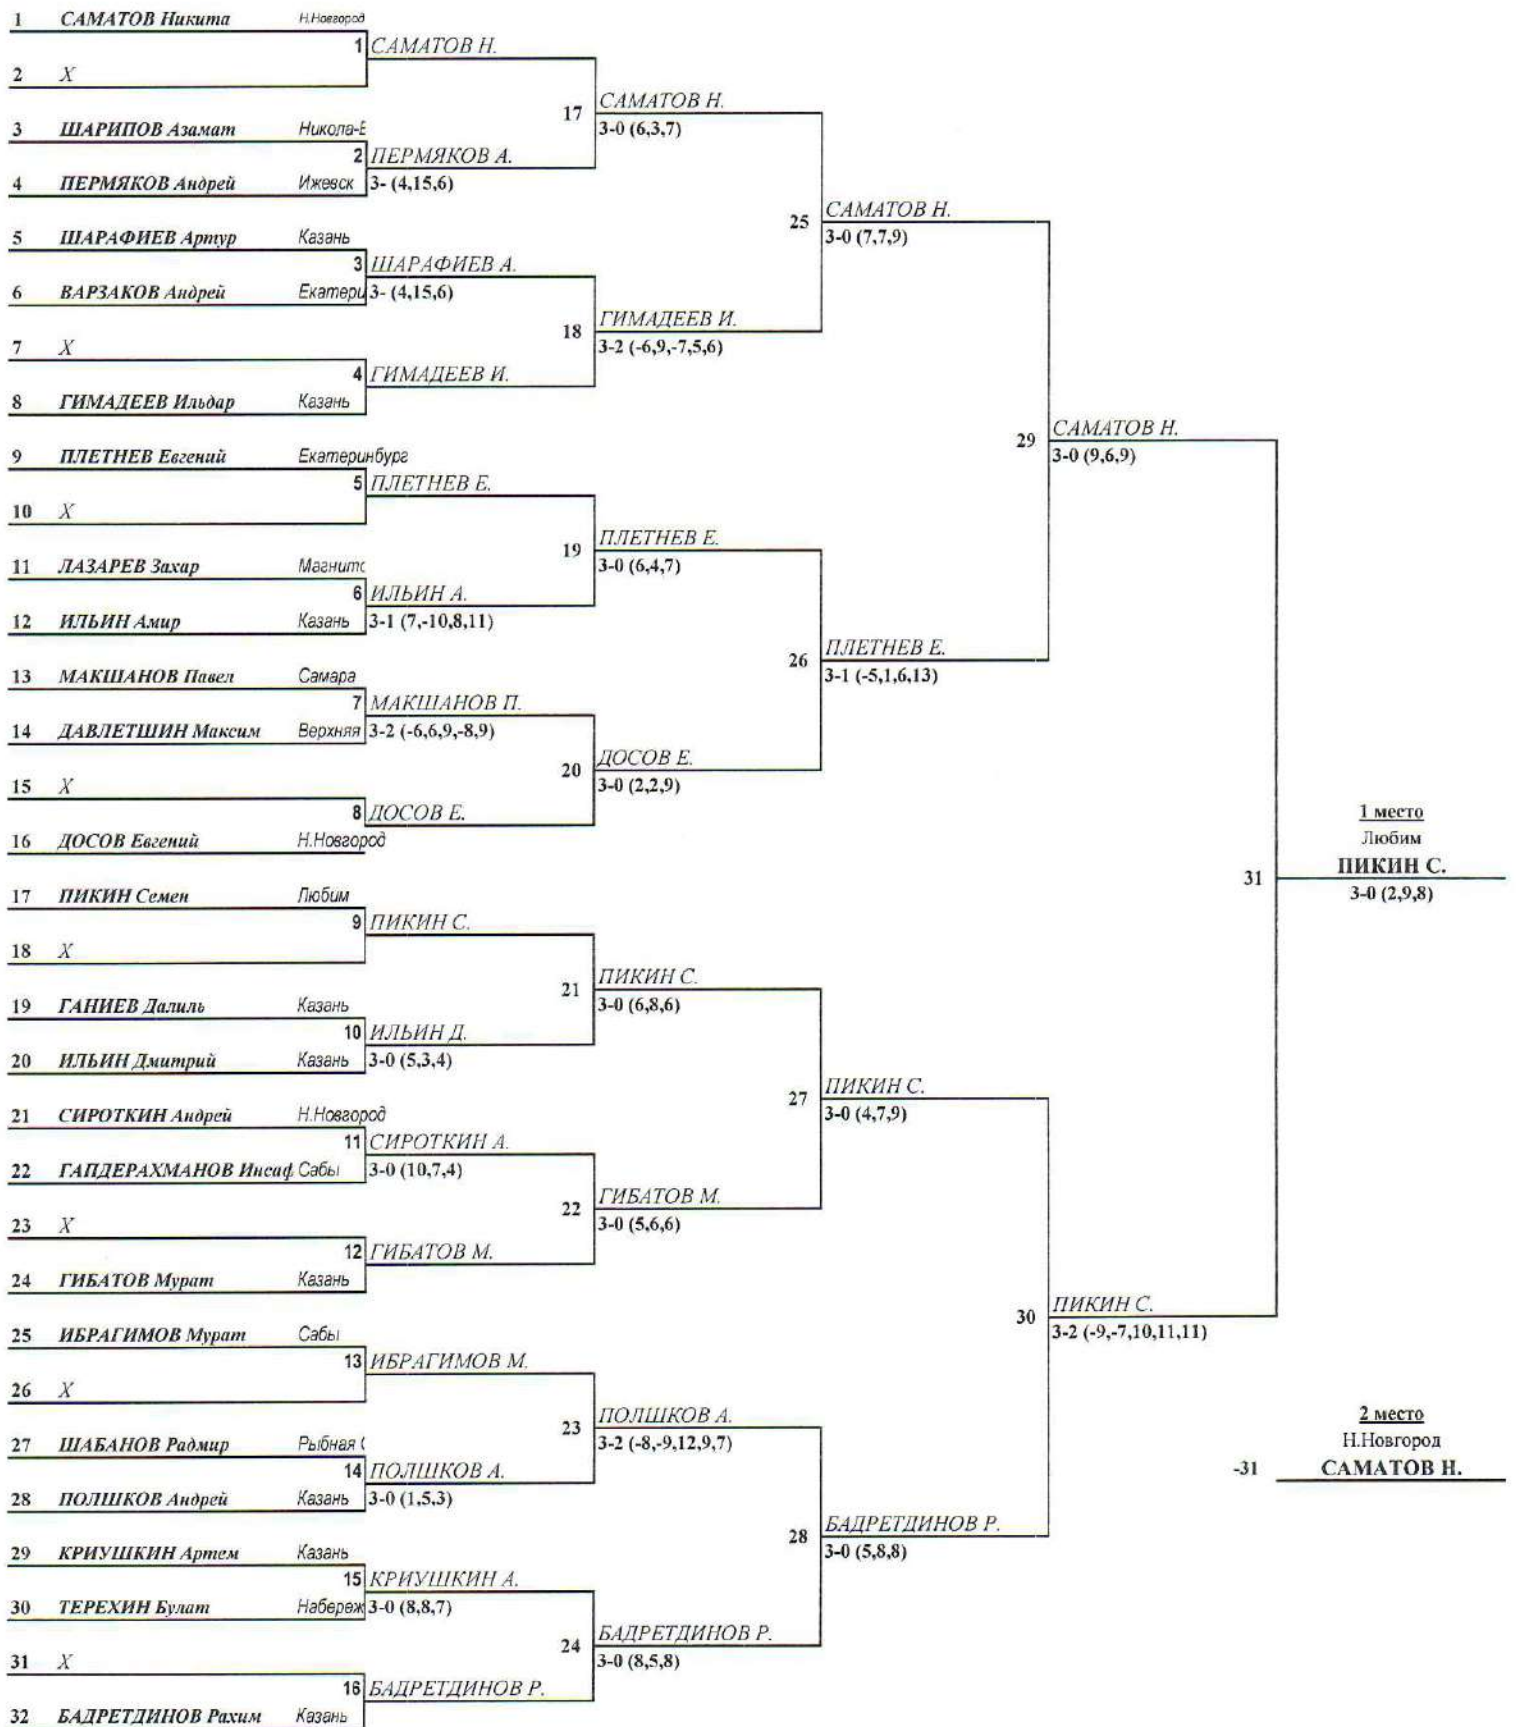 1 САМАТОВ Никита Н.Новгород
1 САМАТОВ Н.
2 X
САМАТОВ Н.
17
3-0 (6,3,7)
3 ШАРИПОВ Азамат Никола-Б
2 ПЕРМЯКОВ А.
4 ПЕРМЯКОВ Андрей Ижевск 3- (4,15,6)
САМАТОВ Н.
25
3-0 (7,7,9)
5 ШАРАФИЕВ Артур Казань
3 ШАРАФИЕВ А.
6 ВАРЗАКОВ Андрей Екатери 3- (4,15,6)
ГИМАДЕЕВ И.
18
3-2 (-6,9,-7,5,6)
7 X
4 ГИМАДЕЕВ И.
8 ГИМАДЕЕВ Ильдар Казань
САМАТОВ Н.
29
3-0 (9,6,9)
9 ПЛЕТНЕВ Евгений Екатеринбург
5 ПЛЕТНЕВ Е.
10 X
ПЛЕТНЕВ Е.
19
3-0 (6,4,7)
11 ЛАЗАРЕВ Захар Магнито
6 ИЛЬИН А.
12 ИЛЬИН Амир Казань 3-1 (7,-10,8,11)
ПЛЕТНЕВ Е.
26
3-1 (-5,1,6,13)
13 МАКШАНОВ Павел Самара
7 МАКШАНОВ П.
14 ДАВЛЕТШИН Максим Верхняя 3-2 (-6,6,9,-8,9)
ДОСОВ Е.
20
3-0 (2,2,9)
15 X
8 ДОСОВ Е.
16 ДОСОВ Евгений Н.Новгород
1 место
Любим
ПИКИН С.
31
3-0 (2,9,8)
17 ПИКИН Семен Любим
9 ПИКИН С.
18 X
ПИКИН С.
21
3-0 (6,8,6)
19 ГАНИЕВ Далиль Казань
10 ИЛЬИН Д.
20 ИЛЬИН Дмитрий Казань 3-0 (5,3,4)
ПИКИН С.
27
3-0 (4,7,9)
21 СИРОТКИН Андрей Н.Новгород
11 СИРОТКИН А.
22 ГАПДЕРАХМАНОВ Инсаф Сабы 3-0 (10,7,4)
ГИБАТОВ М.
22
3-0 (5,6,6)
23 X
12 ГИБАТОВ М.
24 ГИБАТОВ Мурат Казань
ПИКИН С.
30
3-2 (-9,-7,10,11,11)
25 ИБРАГИМОВ Мурат Сабы
13 ИБРАГИМОВ М.
26 X
ПОЛШКОВ А.
23
3-2 (-8,-9,12,9,7)
27 ШАБАНОВ Радмир Рыбная С
14 ПОЛШКОВ А.
28 ПОЛШКОВ Андрей Казань 3-0 (1,5,3)
2 место
Н.Новгород
-31 САМАТОВ Н.
БАДРЕТДИНОВ Р.
28
3-0 (5,8,8)
29 КРИУШКИН Артем Казань
15 КРИУШКИН А.
30 ТЕРЕХИН Булат Набереж 3-0 (8,8,7)
БАДРЕТДИНОВ Р.
24
3-0 (8,5,8)
31 X
16 БАДРЕТДИНОВ Р.
32 БАДРЕТДИНОВ Рахим Казань